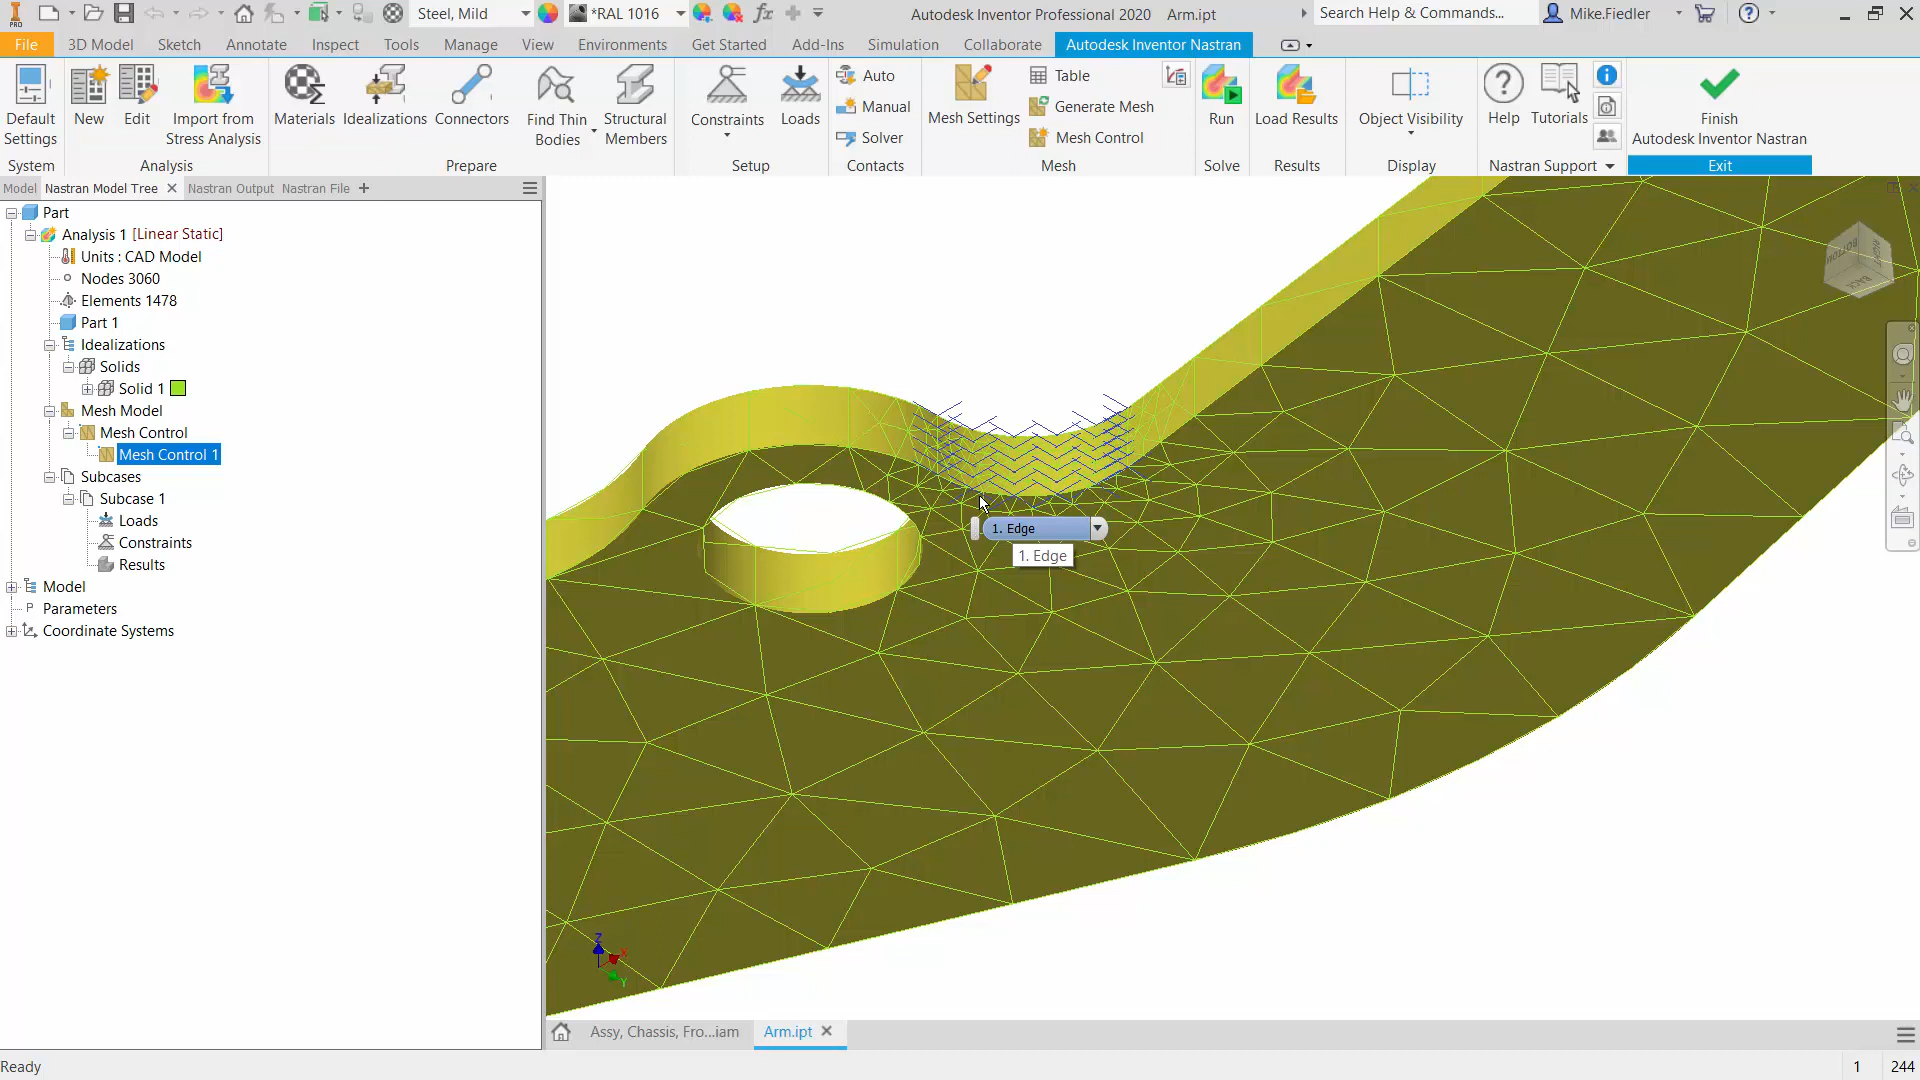 PRO
Steel, Mild
*RAL 1016
fx
Autodesk Inventor Professional 2020 Arm.ipt
Search Help & Commands...
Mike.Fiedler
File
3D Model
Sketch
Annotate
Inspect
Tools
Manage
View
Environments
Get Started
Add-Ins
Simulation
Collaborate
Autodesk Inventor Nastran
Default Settings
System
New
Edit
Import from Stress Analysis
Analysis
Materials
Idealizations
Connectors
Find Thin Bodies
Structural Members
Prepare
Constraints
Loads
Setup
Auto
Manual
Solver
Contacts
Mesh Settings
Table
Generate Mesh
Mesh Control
Mesh
Run
Solve
Load Results
Results
Object Visibility
Display
Help
Tutorials
Nastran Support
Finish
Autodesk Inventor Nastran
Exit
Model
Nastran Model Tree
Nastran Output
Nastran File
Part
Analysis 1 [Linear Static]
Units : CAD Model
Nodes 3060
Elements 1478
Part 1
Idealizations
Solids
Solid 1
Mesh Model
Mesh Control
Mesh Control 1
Subcases
Subcase 1
Loads
Constraints
Results
Model
Parameters
Coordinate Systems
1. Edge
1. Edge
BOTTOM
RIGHT
BACK
Z
X
Y
Assy, Chassis, Fro...iam
Arm.ipt
Ready
1
244